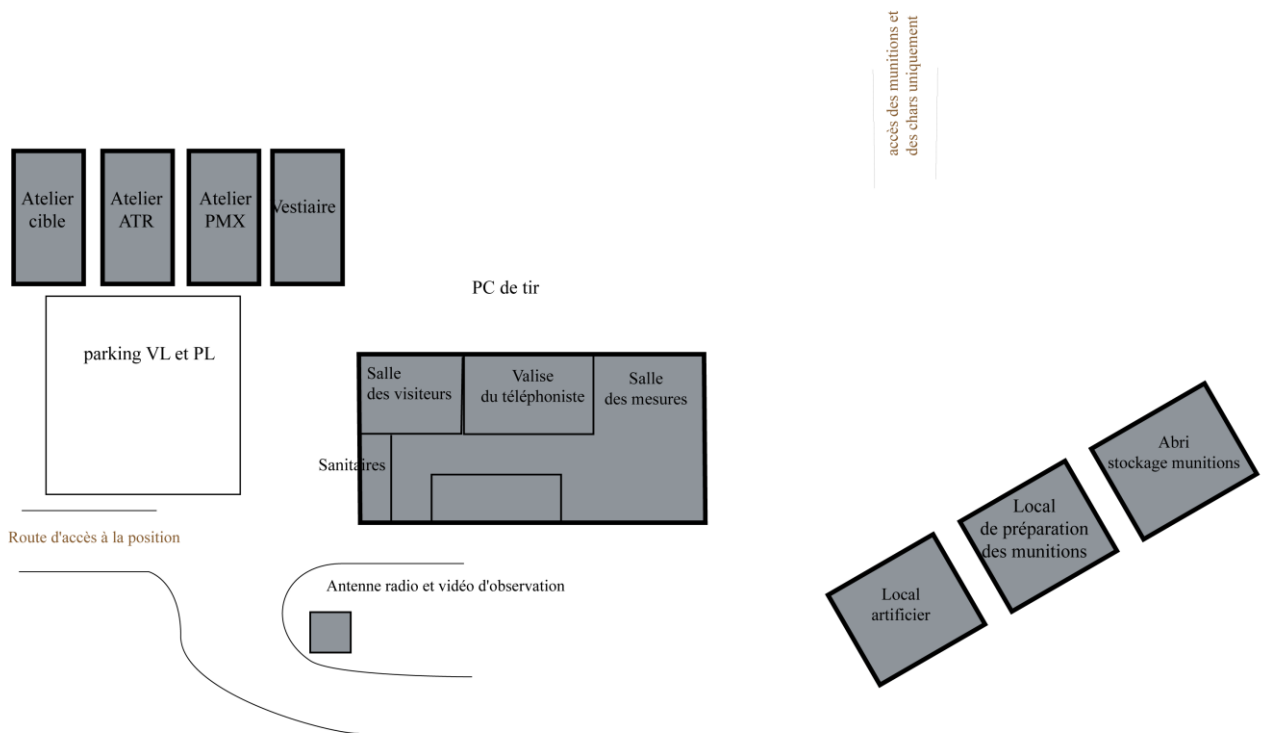 accès des munitions et
des chars uniquement
Atelier
cible
Atelier
ATR
Atelier
PMX
Vestiaire
PC de tir
parking VL et PL
Salle
des visiteurs
Valise
du téléphoniste
Salle
des mesures
Sanitaires
Abri
stockage munitions
Local
de préparation
des munitions
Route d'accès à la position
Antenne radio et vidéo d'observation
Local
artificier